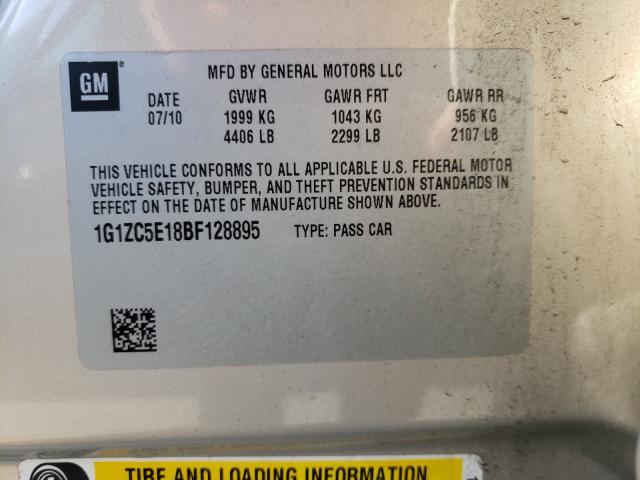 GM
MFD BY GENERAL MOTORS LLC
DATE GVWR GAWR FRT GAWR RR
07/10 1999 KG 1043 KG 956 KG
4406 LB 2299 LB 2107 LB
THIS VEHICLE CONFORMS TO ALL APPLICABLE U.S. FEDERAL MOTOR
VEHICLE SAFETY, BUMPER, AND THEFT PREVENTION STANDARDS IN
EFFECT ON THE DATE OF MANUFACTURE SHOWN ABOVE.
1G1ZC5E18BF128895 TYPE: PASS CAR
TIRE AND LOADING INFORMATION